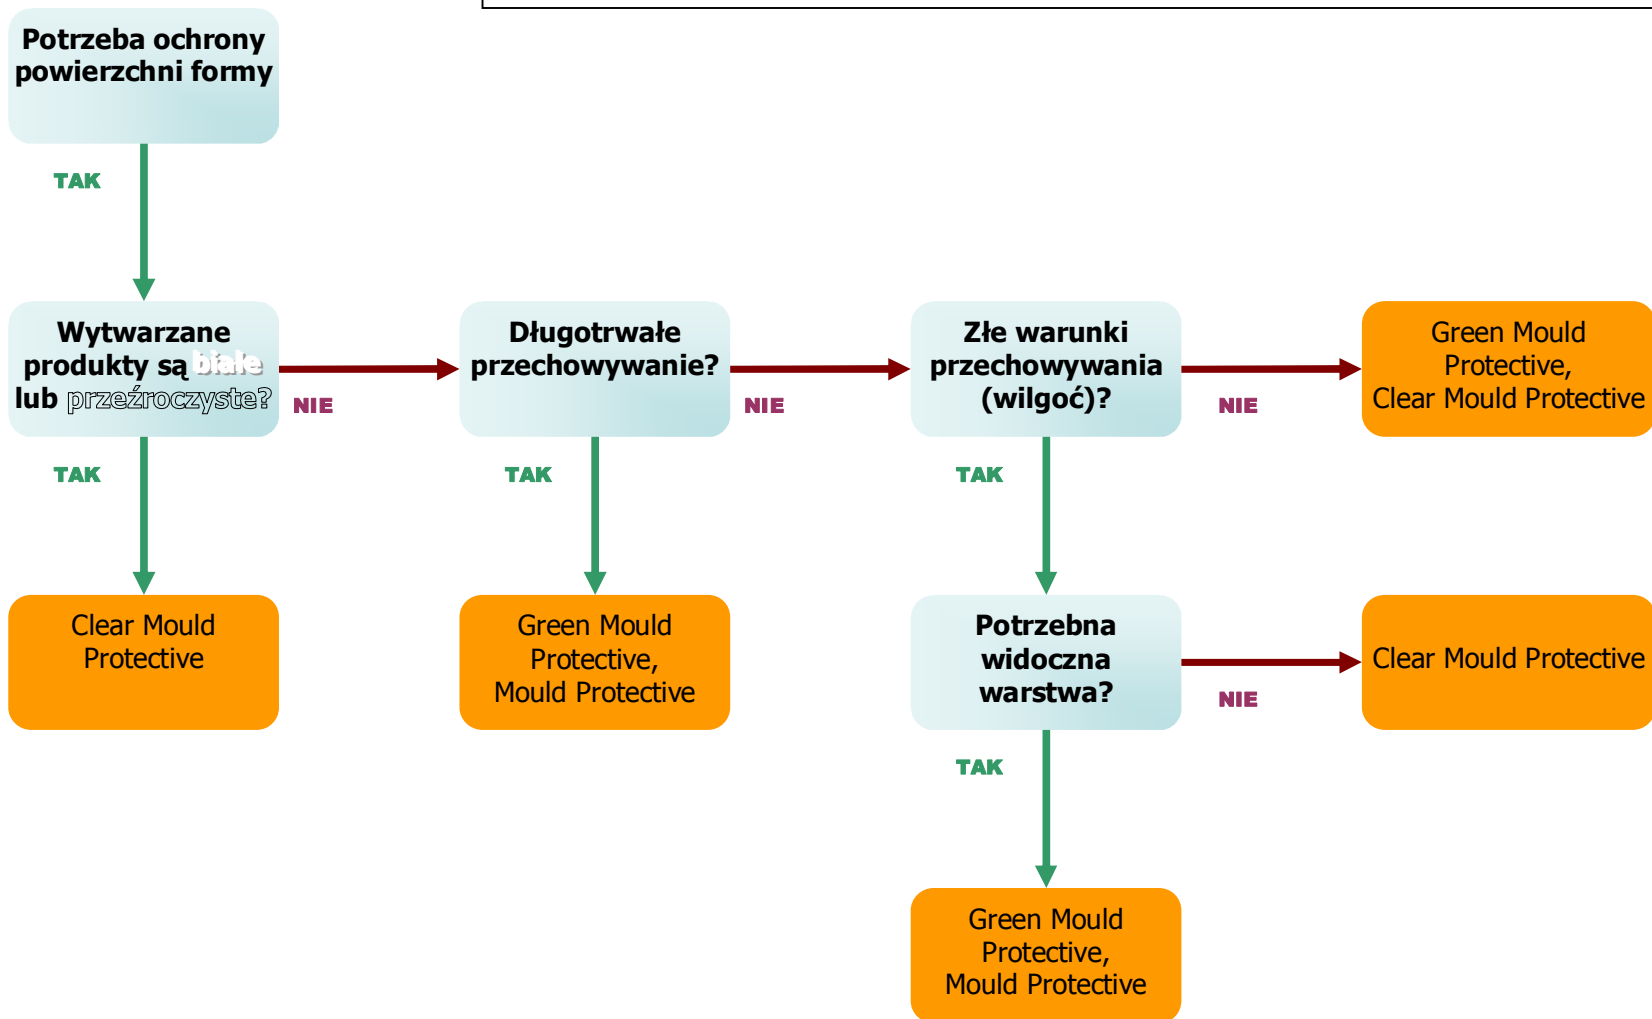 Potrzeba ochrony
powierzchni formy
TAK
Wytwarzane
produkty są białe
lub przeźroczyste?
NIE
Długotrwałe
przechowywanie?
NIE
Złe warunki
przechowywania
(wilgoć)?
NIE
Green Mould
Protective,
Clear Mould Protective
TAK
TAK
TAK
Clear Mould
Protective
Green Mould
Protective,
Mould Protective
Potrzebna
widoczna
warstwa?
NIE
Clear Mould Protective
TAK
Green Mould
Protective,
Mould Protective